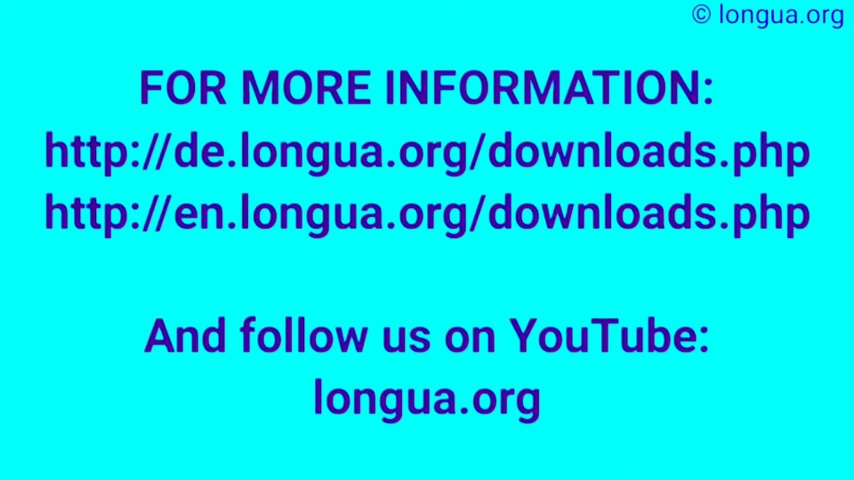 © longua.org
FOR MORE INFORMATION:
http://de.longua.org/downloads.php
http://en.longua.org/downloads.php
And follow us on YouTube:
longua.org